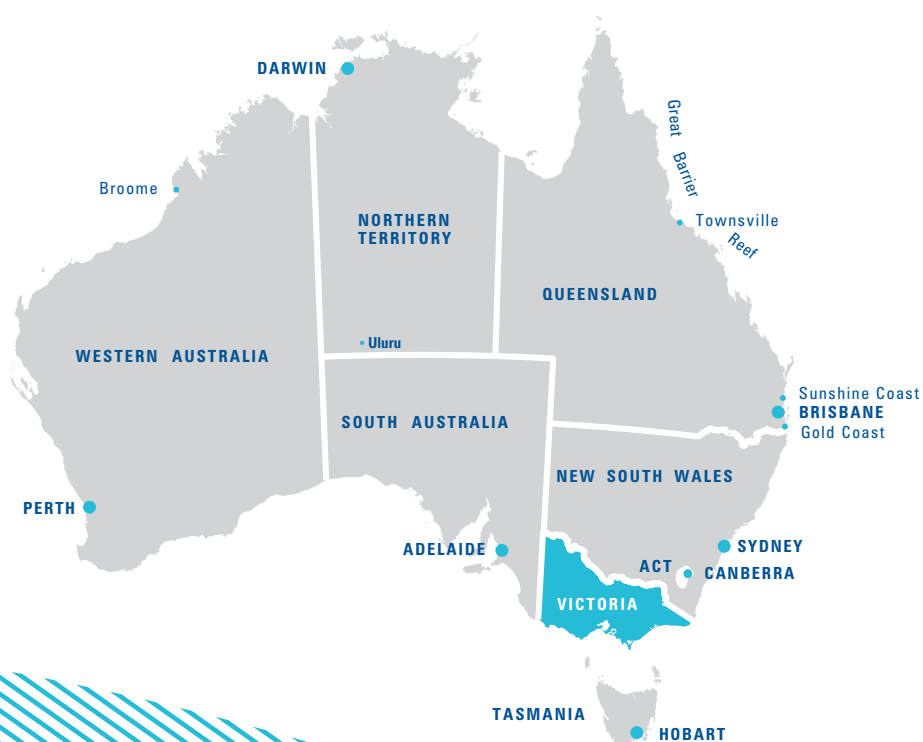 DARWIN
Great Barrier
Reef
Broome
Townsville
NORTHERN
TERRITORY
QUEENSLAND
Uluru
WESTERN AUSTRALIA
Sunshine Coast
BRISBANE
Gold Coast
SOUTH AUSTRALIA
NEW SOUTH WALES
PERTH
ADELAIDE
SYDNEY
ACT
CANBERRA
VICTORIA
TASMANIA
HOBART